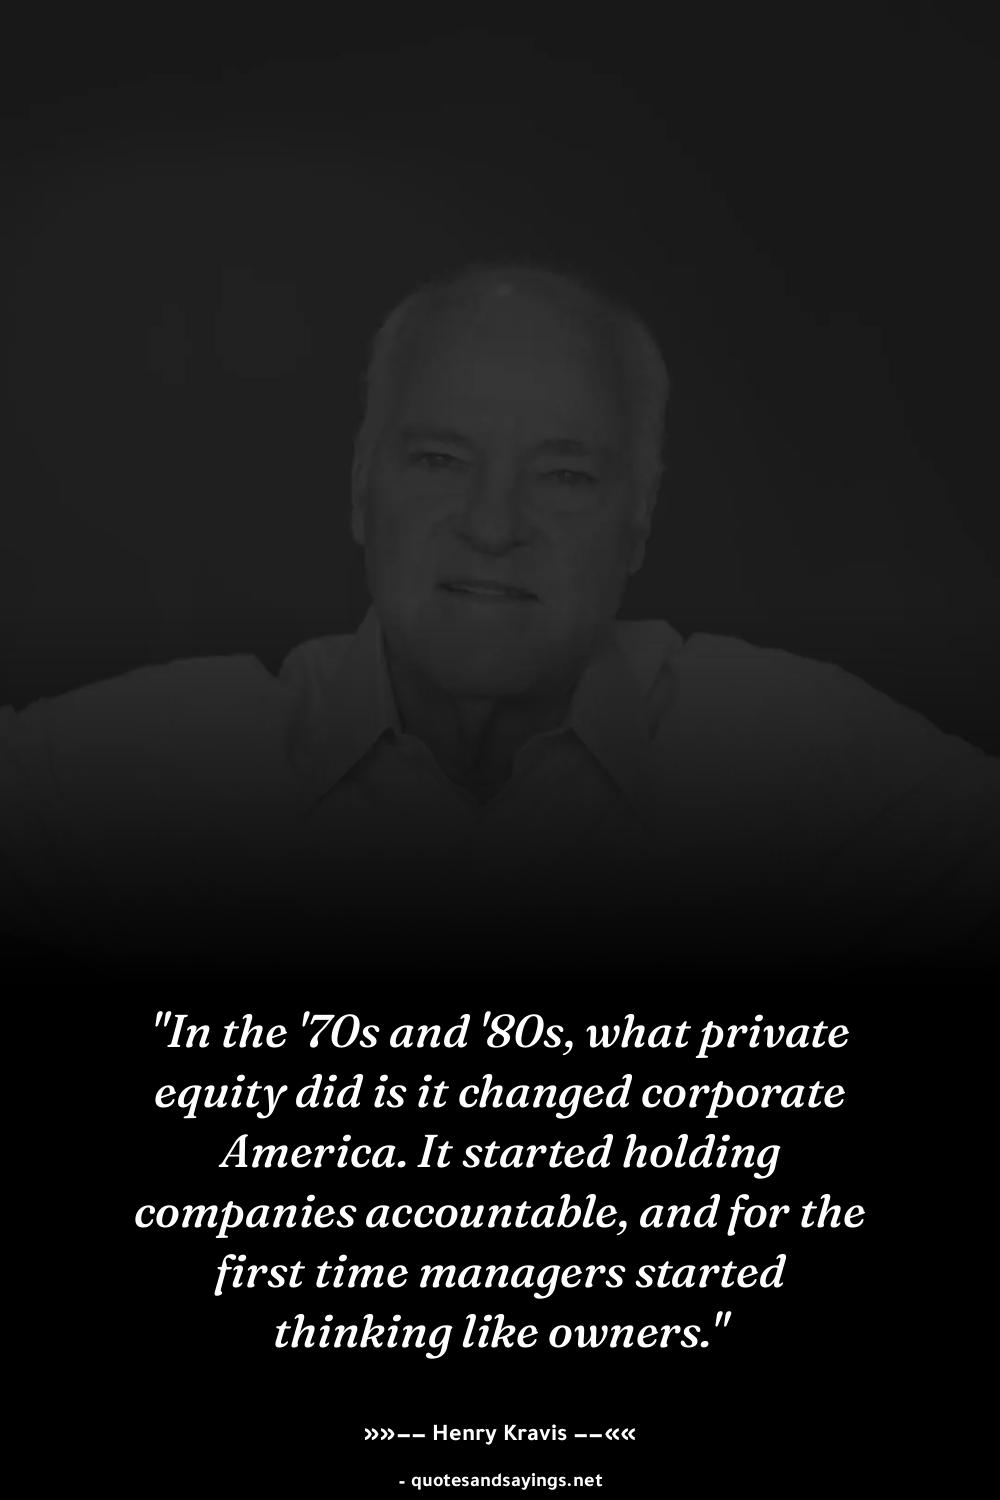 "In the '70s and '80s, what private
equity did is it changed corporate
America. It started holding
companies accountable, and for the
first time managers started
thinking like owners."
»»−− Henry Kravis −−««
- quotesandsayings.net